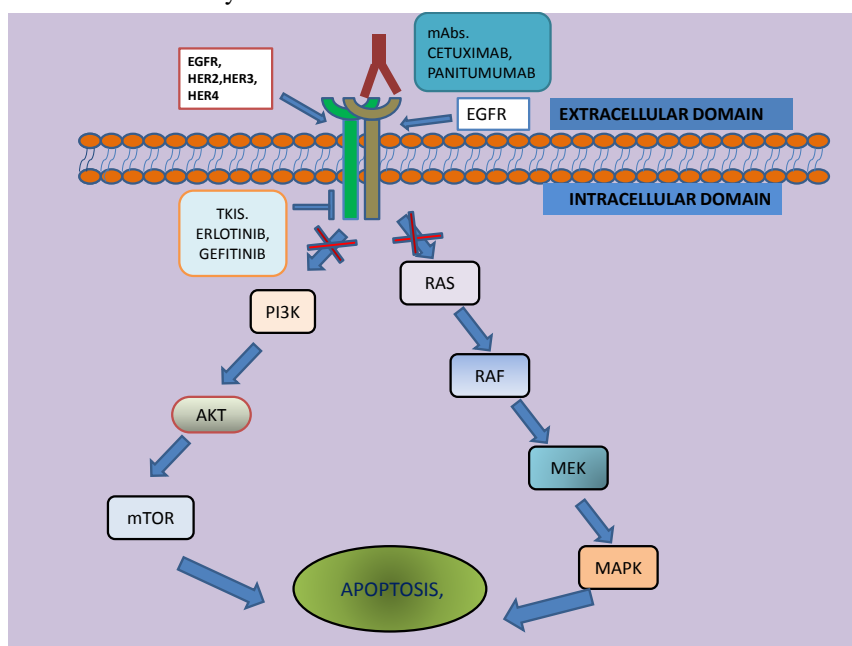 mAbs.
CETUXIMAB,
PANITUMUMAB
EGFR,
HER2,HER3,
HER4
EGFR
EXTRACELLULAR DOMAIN
INTRACELLULAR DOMAIN
TKIS.
ERLOTINIB,
GEFITINIB
RAS
PI3K
RAF
AKT
MEK
mTOR
MAPK
APOPTOSIS,